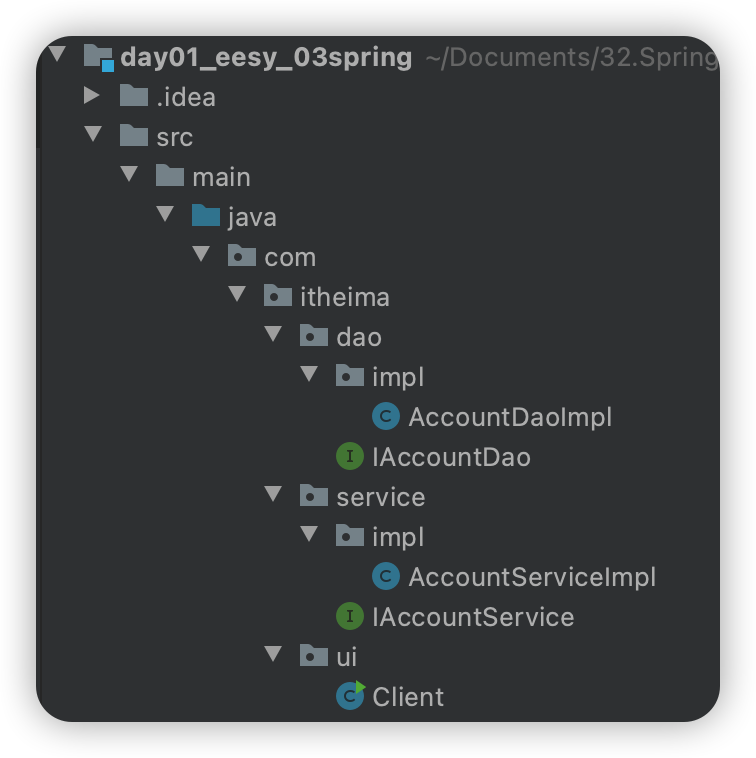 day01_eesy_03spring ~/Documents/32.Spring
.idea
src
main
java
com
itheima
dao
impl
C AccountDaoImpl
I IAccountDao
service
impl
C AccountServiceImpl
I IAccountService
ui
C Client